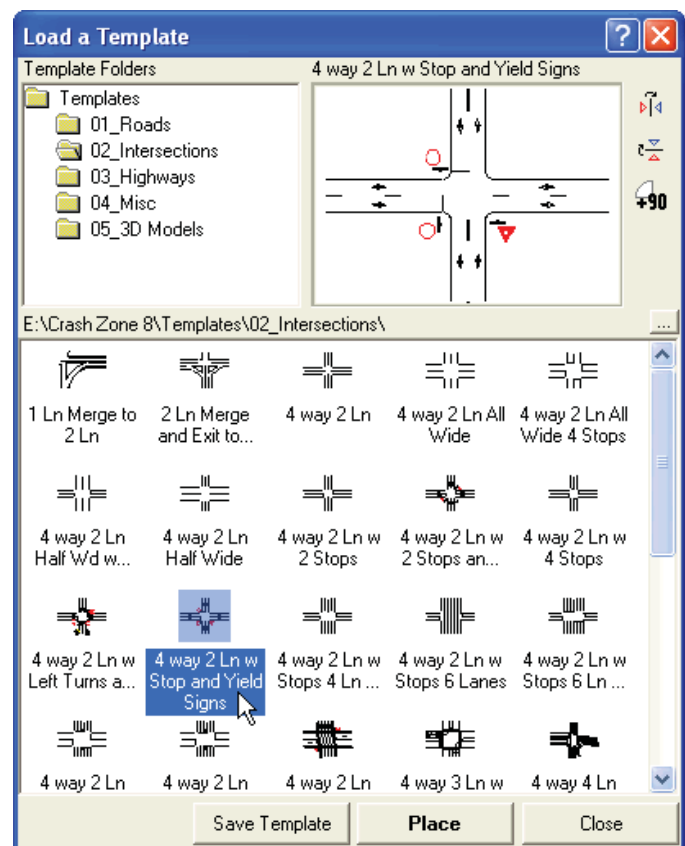 Load a Template
Template Folders
4 way 2 Ln w Stop and Yield Signs
Templates
01_Roads
02_Intersections
03_Highways
04_Misc
05_3D Models
+90
E:\Crash Zone 8\Templates\02_Intersections\
...
1 Ln Merge to
2 Ln
2 Ln Merge
and Exit to...
4 way 2 Ln
4 way 2 Ln All
Wide
4 way 2 Ln All
Wide 4 Stops
4 way 2 Ln
Half Wd w...
4 way 2 Ln
Half Wide
4 way 2 Ln w
2 Stops
4 way 2 Ln w
2 Stops an...
4 way 2 Ln w
4 Stops
4 way 2 Ln w
Left Turns a...
4 way 2 Ln w
Stop and Yield
Signs
4 way 2 Ln w
Stops 4 Ln ...
4 way 2 Ln w
Stops 6 Lanes
4 way 2 Ln w
Stops 6 Ln ...
4 way 2 Ln
4 way 2 Ln
4 way 2 Ln
4 way 3 Ln w
4 way 4 Ln
Save Template
Place
Close